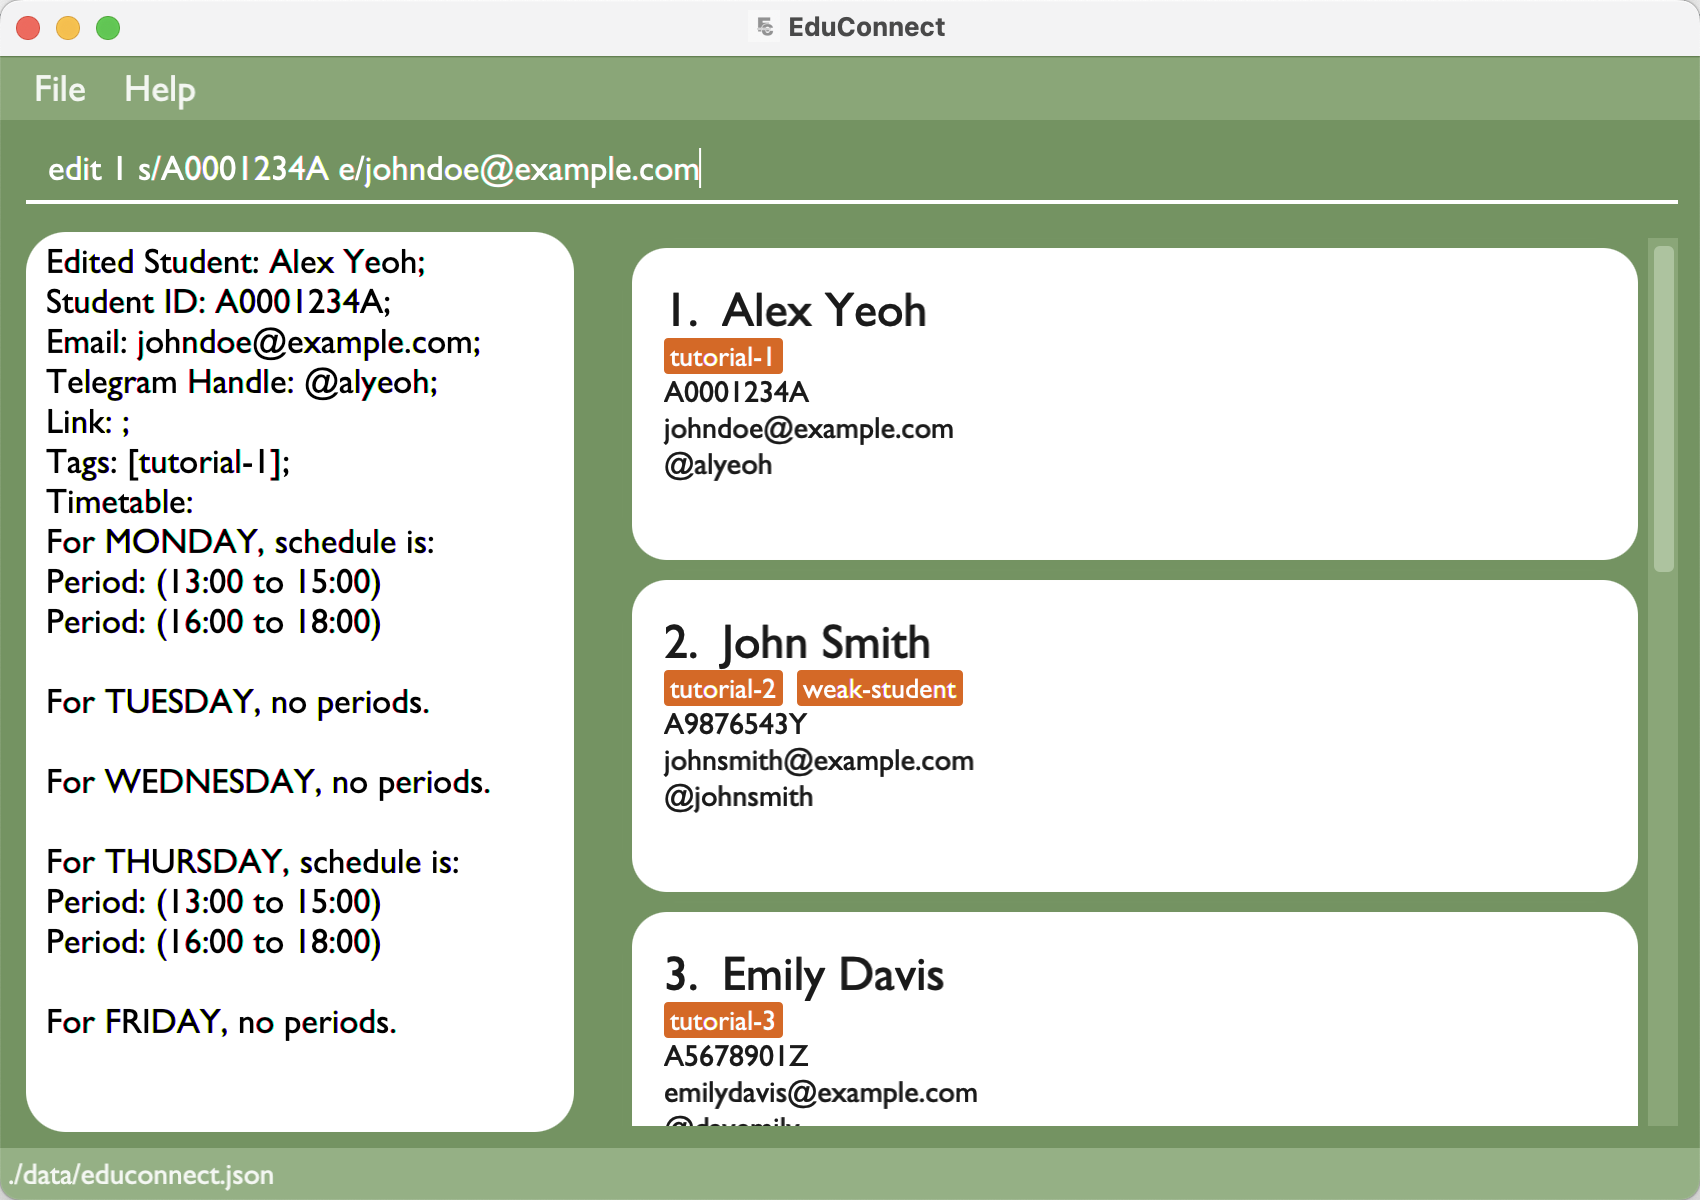 EduConnect
File Help
edit 1 s/A0001234A e/johndoe@example.com
Edited Student: Alex Yeoh;
Student ID: A0001234A;
Email: johndoe@example.com;
Telegram Handle: @alyeoh;
Link: ;
Tags: [tutorial-1];
Timetable:
For MONDAY, schedule is:
Period: (13:00 to 15:00)
Period: (16:00 to 18:00)
For TUESDAY, no periods.
For WEDNESDAY, no periods.
For THURSDAY, schedule is:
Period: (13:00 to 15:00)
Period: (16:00 to 18:00)
For FRIDAY, no periods.
1. Alex Yeoh
tutorial-1
A0001234A
johndoe@example.com
@alyeoh
2. John Smith
tutorial-2 weak-student
A9876543Y
johnsmith@example.com
@johnsmith
3. Emily Davis
tutorial-3
A5678901Z
emilydavis@example.com
./data/educonnect.json